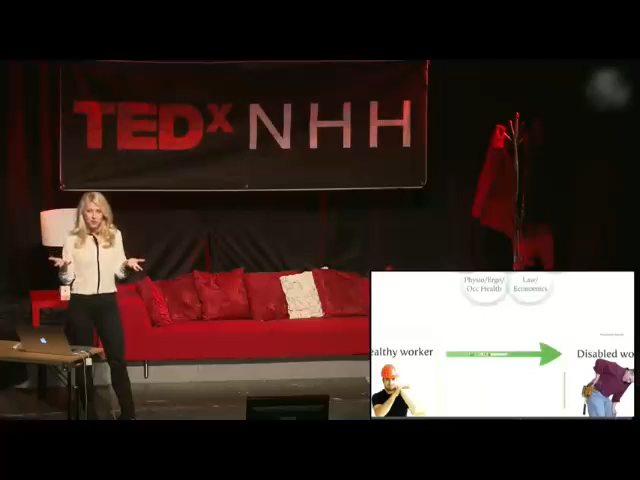 TEDx NHH
Physio/Ergo/
Occ Health
Law/
Economics
ealthy worker
Disabled wo